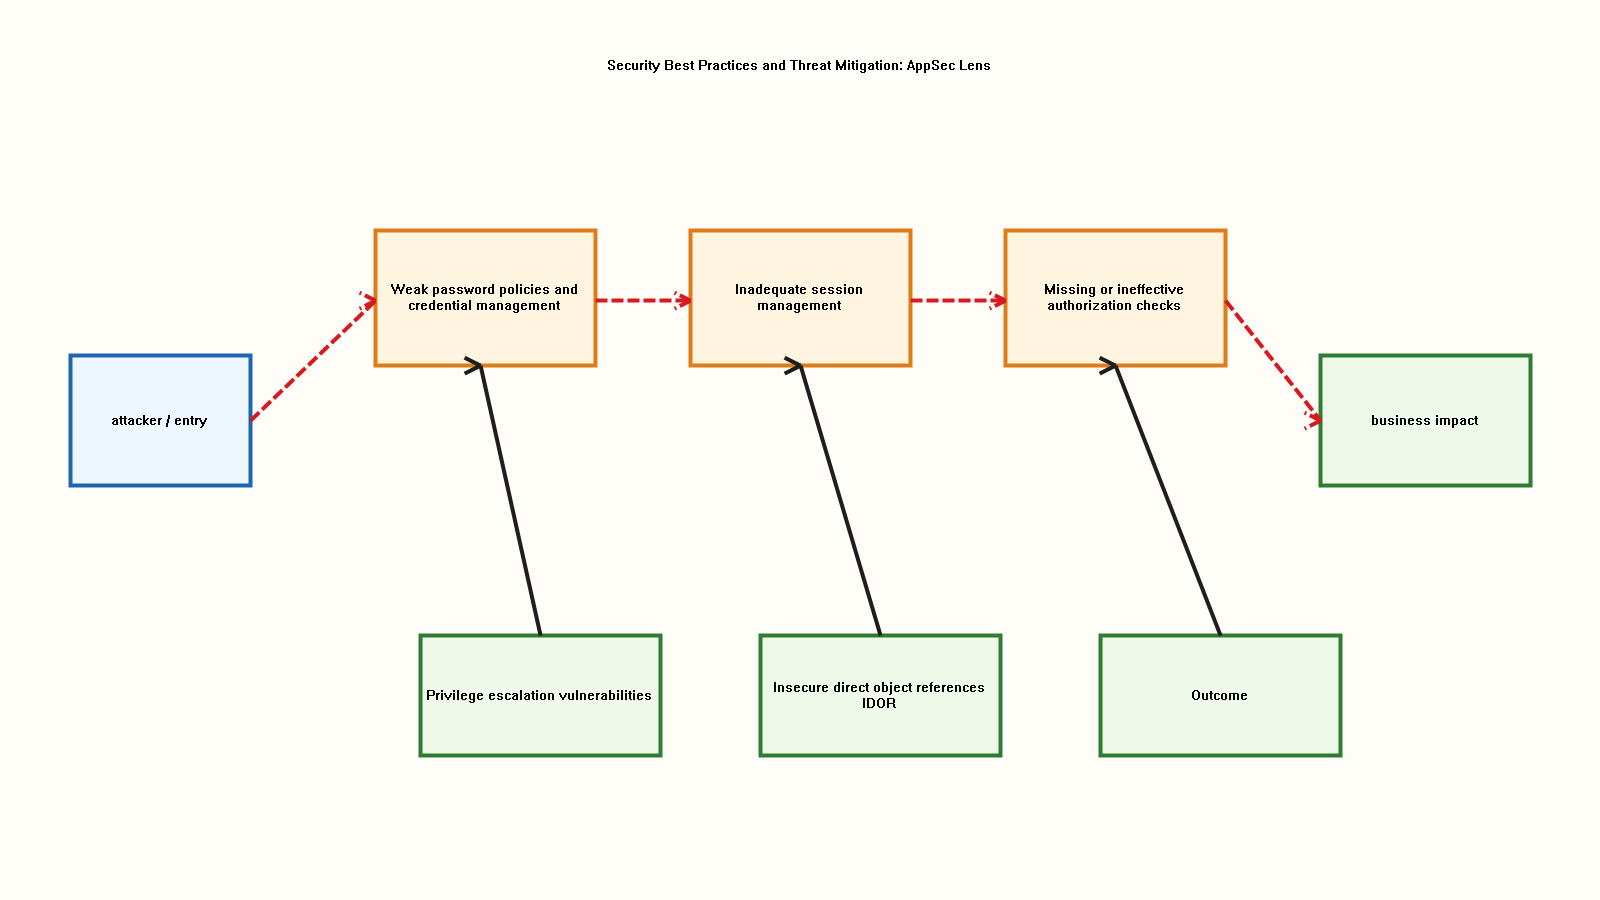 Security Best Practices and Threat Mitigation: AppSec Lens
Weak password policies and
credential management
Inadequate session
management
Missing or ineffective
authorization checks
attacker / entry
business impact
Privilege escalation vulnerabilities
Insecure direct object references
IDOR
Outcome